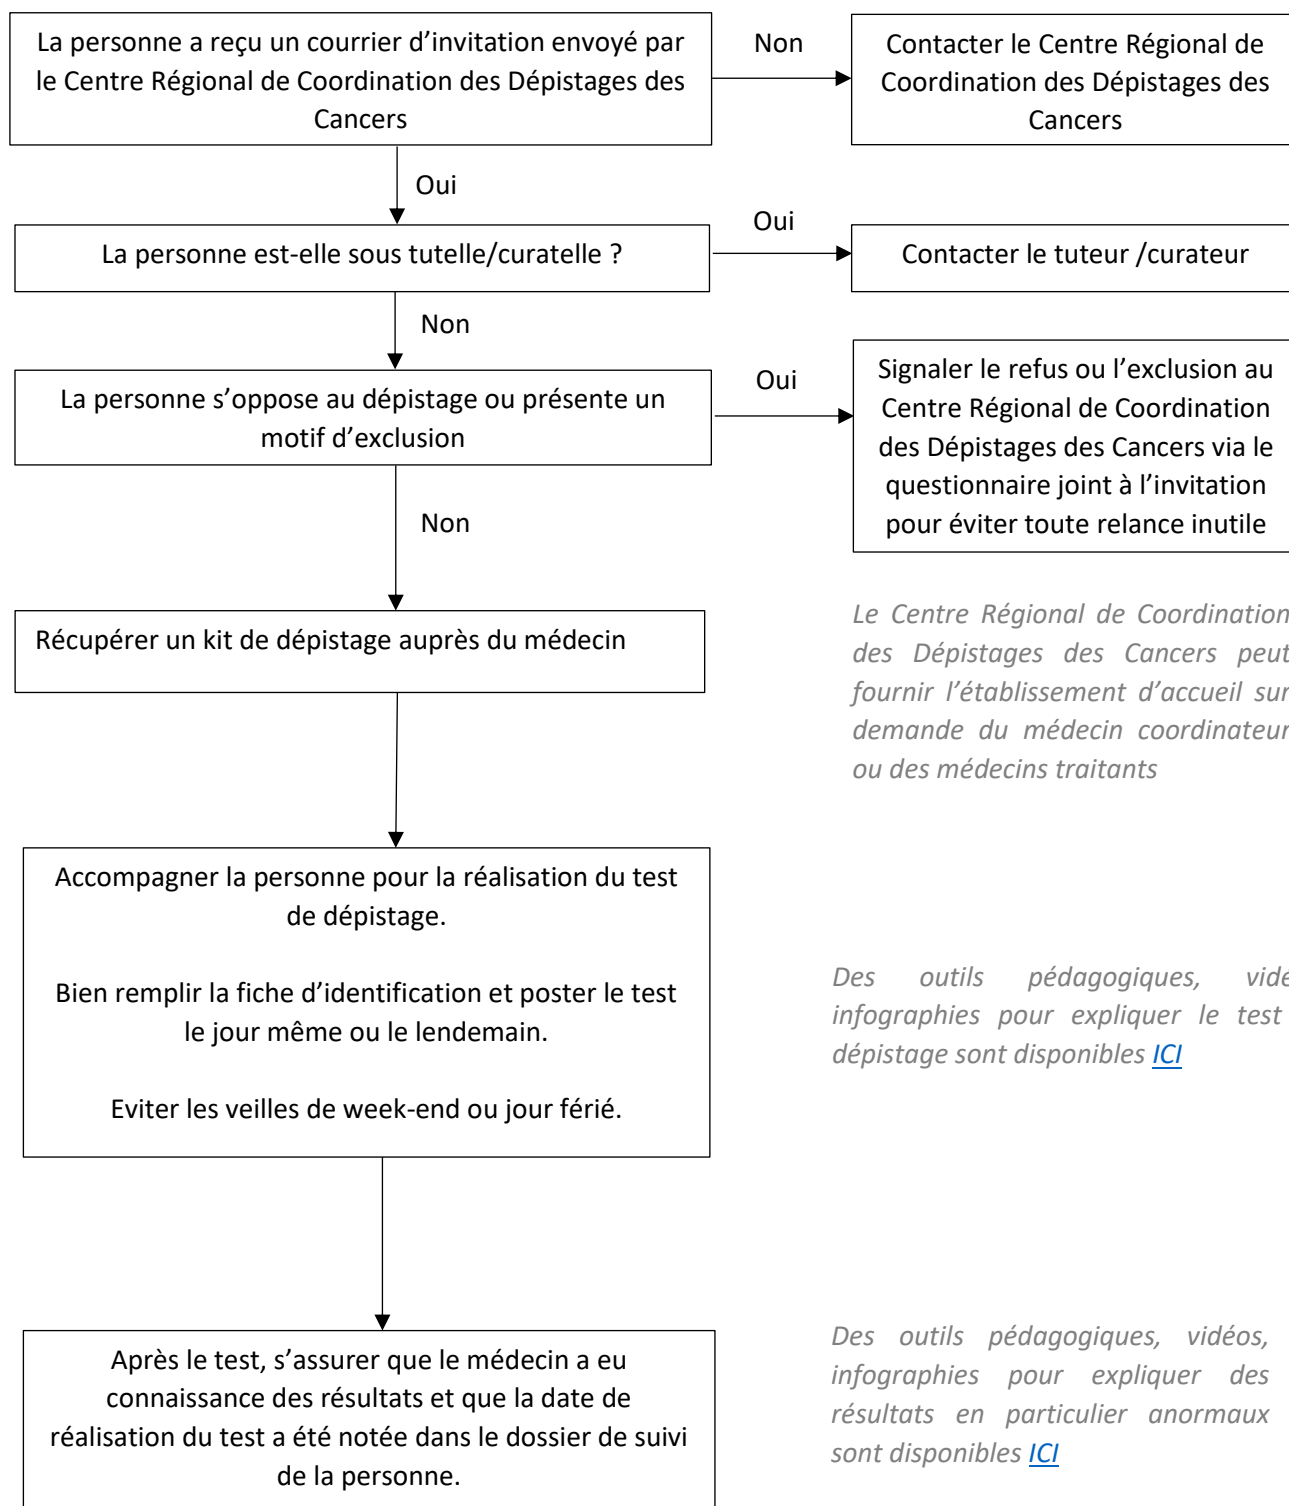 La personne a reçu un courrier d’invitation envoyé par
le Centre Régional de Coordination des Dépistages des
Cancers
Non
Contacter le Centre Régional de
Coordination des Dépistages des
Cancers
Oui
La personne est-elle sous tutelle/curatelle ?
Oui
Contacter le tuteur /curateur
Non
La personne s’oppose au dépistage ou présente un
motif d’exclusion
Oui
Signaler le refus ou l’exclusion au
Centre Régional de Coordination
des Dépistages des Cancers via le
questionnaire joint à l’invitation
pour éviter toute relance inutile
Non
Récupérer un kit de dépistage auprès du médecin
Le Centre Régional de Coordination
des Dépistages des Cancers peut
fournir l’établissement d’accueil sur
demande du médecin coordinateur
ou des médecins traitants
Accompagner la personne pour la réalisation du test
de dépistage.
Bien remplir la fiche d’identification et poster le test
le jour même ou le lendemain.
Eviter les veilles de week-end ou jour férié.
Des outils pédagogiques, vidé
infographies pour expliquer le test
dépistage sont disponibles ICI
Après le test, s’assurer que le médecin a eu
connaissance des résultats et que la date de
réalisation du test a été notée dans le dossier de suivi
de la personne.
Des outils pédagogiques, vidéos,
infographies pour expliquer des
résultats en particulier anormaux
sont disponibles ICI